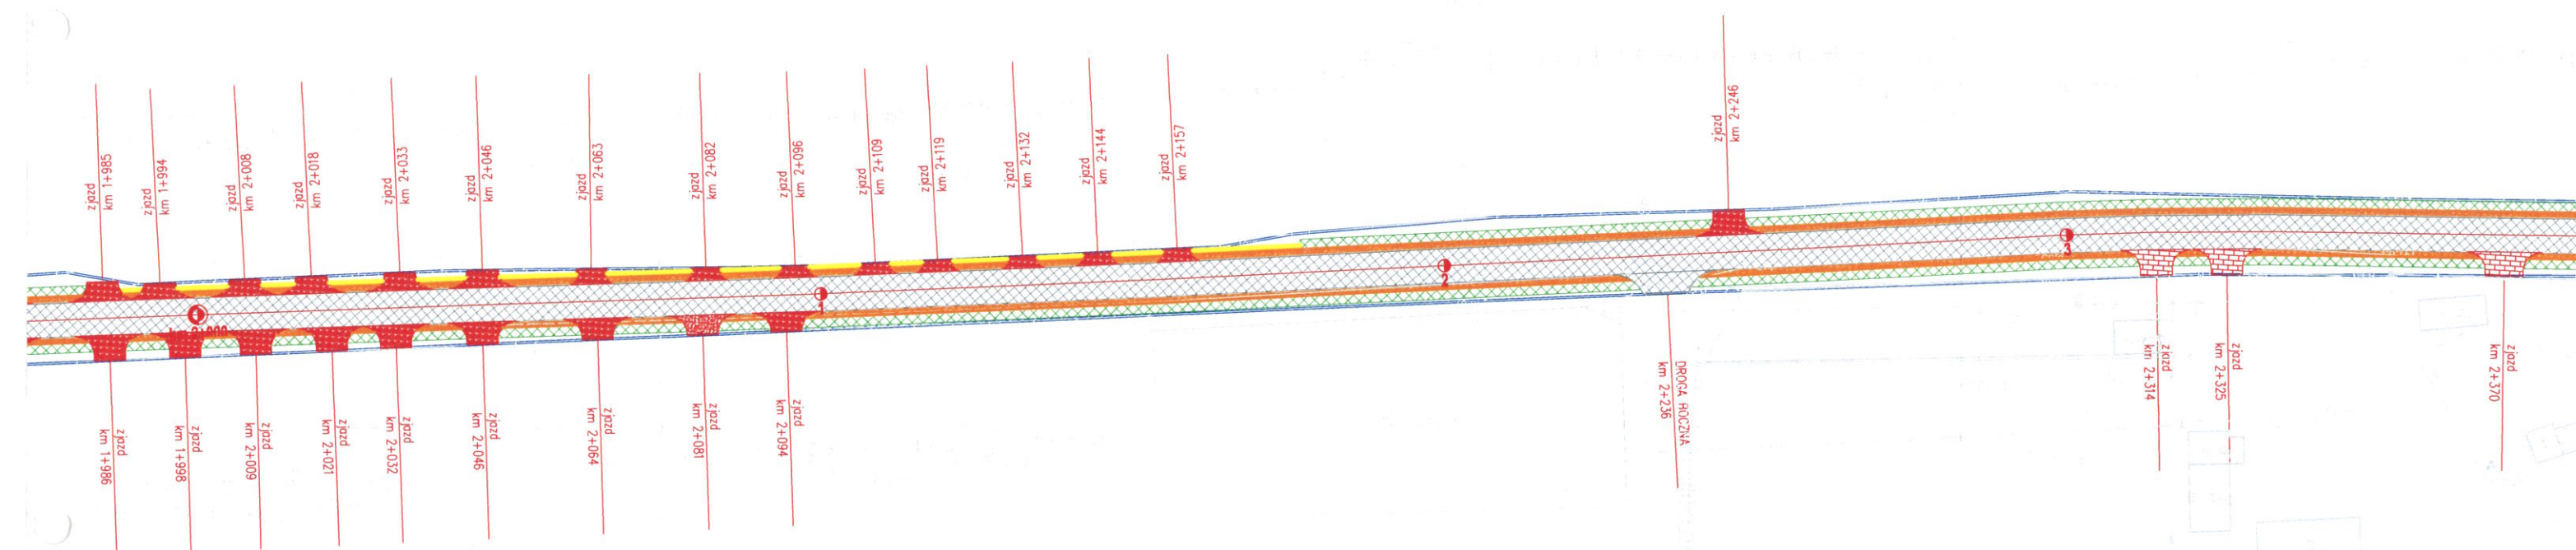 zjazd
km 1+985
zjazd
km 1+994
zjazd
km 2+008
zjazd
km 2+018
zjazd
km 2+033
zjazd
km 2+046
zjazd
km 2+063
zjazd
km 2+082
zjazd
km 2+096
zjazd
km 2+109
zjazd
km 2+119
zjazd
km 2+132
zjazd
km 2+144
zjazd
km 2+157
zjazd
km 2+246
1
2
3
zjazd
km 1+986
zjazd
km 1+998
zjazd
km 2+009
zjazd
km 2+021
zjazd
km 2+032
zjazd
km 2+046
zjazd
km 2+064
zjazd
km 2+081
zjazd
km 2+094
DROGA BOCZNA
km 2+236
zjazd
km 2+314
zjazd
km 2+325
zjazd
km 2+370